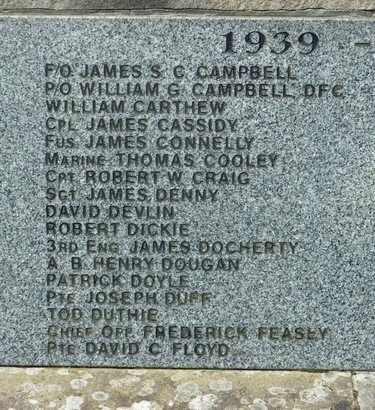 1939 -
F/O JAMES S. C. CAMPBELL
P/O WILLIAM G. CAMPBELL, DFC
WILLIAM CARTHEW
CPL JAMES CASSIDY
FUS JAMES CONNELLY
MARINE THOMAS COOLEY
CPT ROBERT W CRAIG
SGT JAMES DENNY
DAVID DEVLIN
ROBERT DICKIE
3RD ENG JAMES DOCHERTY
A. B. HENRY DOUGAN
PATRICK DOYLE
PTE JOSEPH DUFF
TOD DUTHIE
CHIEF OFF FREDERICK FEASEY
PTE DAVID C FLOYD